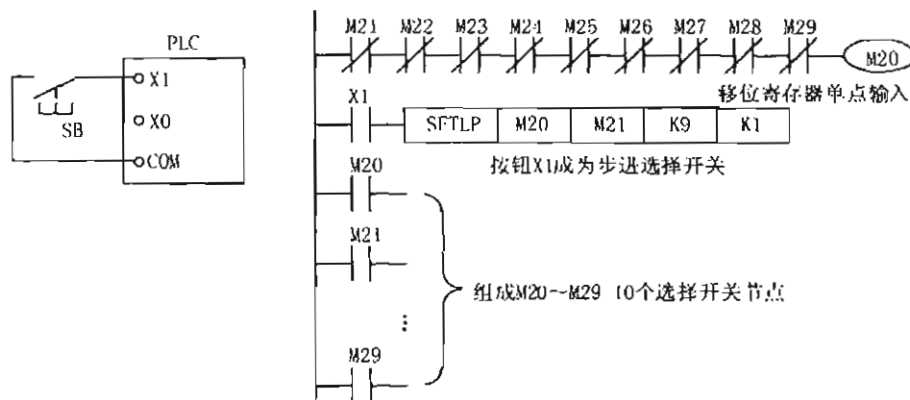 PLC
X1
X0
COM
SB
M21 M22 M23 M24 M25 M26 M27 M28 M29
M20
移位寄存器单点输入
X1
SFTLP M20 M21 K9 K1
按钮X1成为步进选择开关
M20
M21
组成M20~M29 10个选择开关节点
⋮
M29